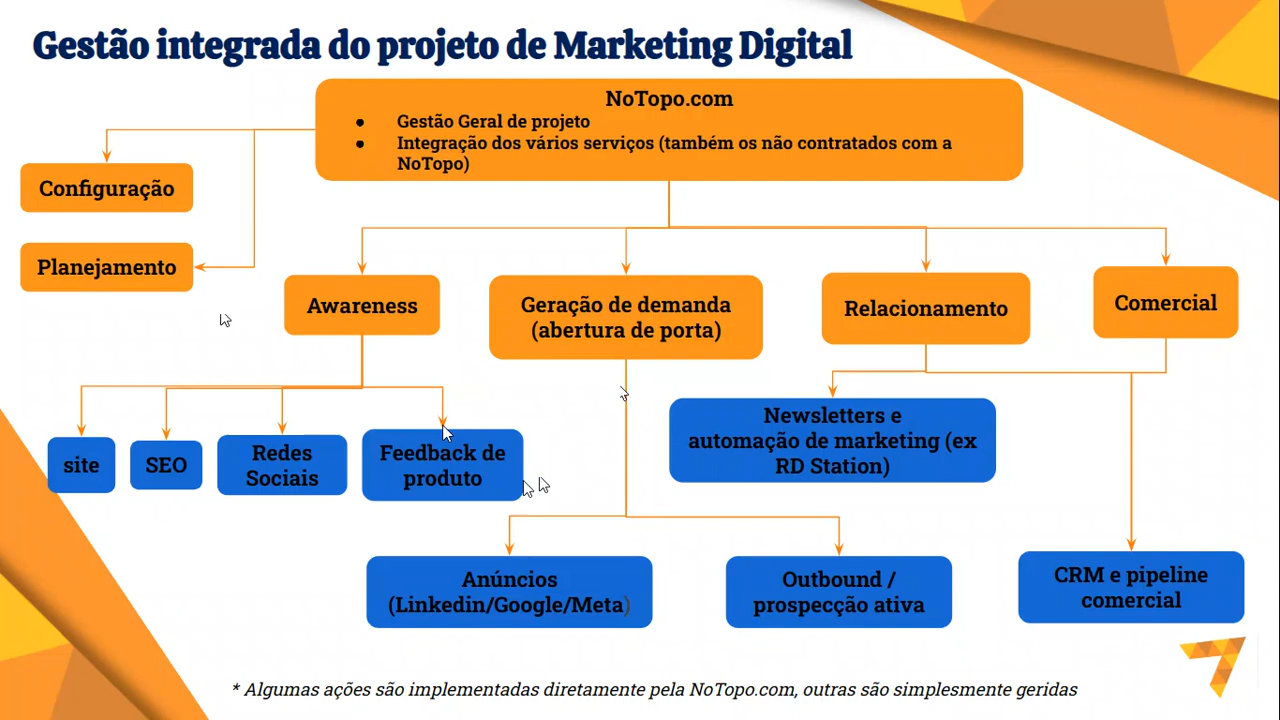 Gestão integrada do projeto de Marketing Digital
NoTopo.com
● Gestão Geral de projeto
● Integração dos vários serviços (também os não contratados com a
NoTopo)
Configuração
Planejamento
Awareness
Geração de demanda
(abertura de porta)
Relacionamento
Comercial
site
SEO
Redes
Sociais
Feedback de
produto
Newsletters e
automação de marketing (ex
RD Station)
Anúncios
(Linkedin/Google/Meta)
Outbound /
prospecção ativa
CRM e pipeline
comercial
* Algumas ações são implementadas diretamente pela NoTopo.com, outras são simplesmente geridas